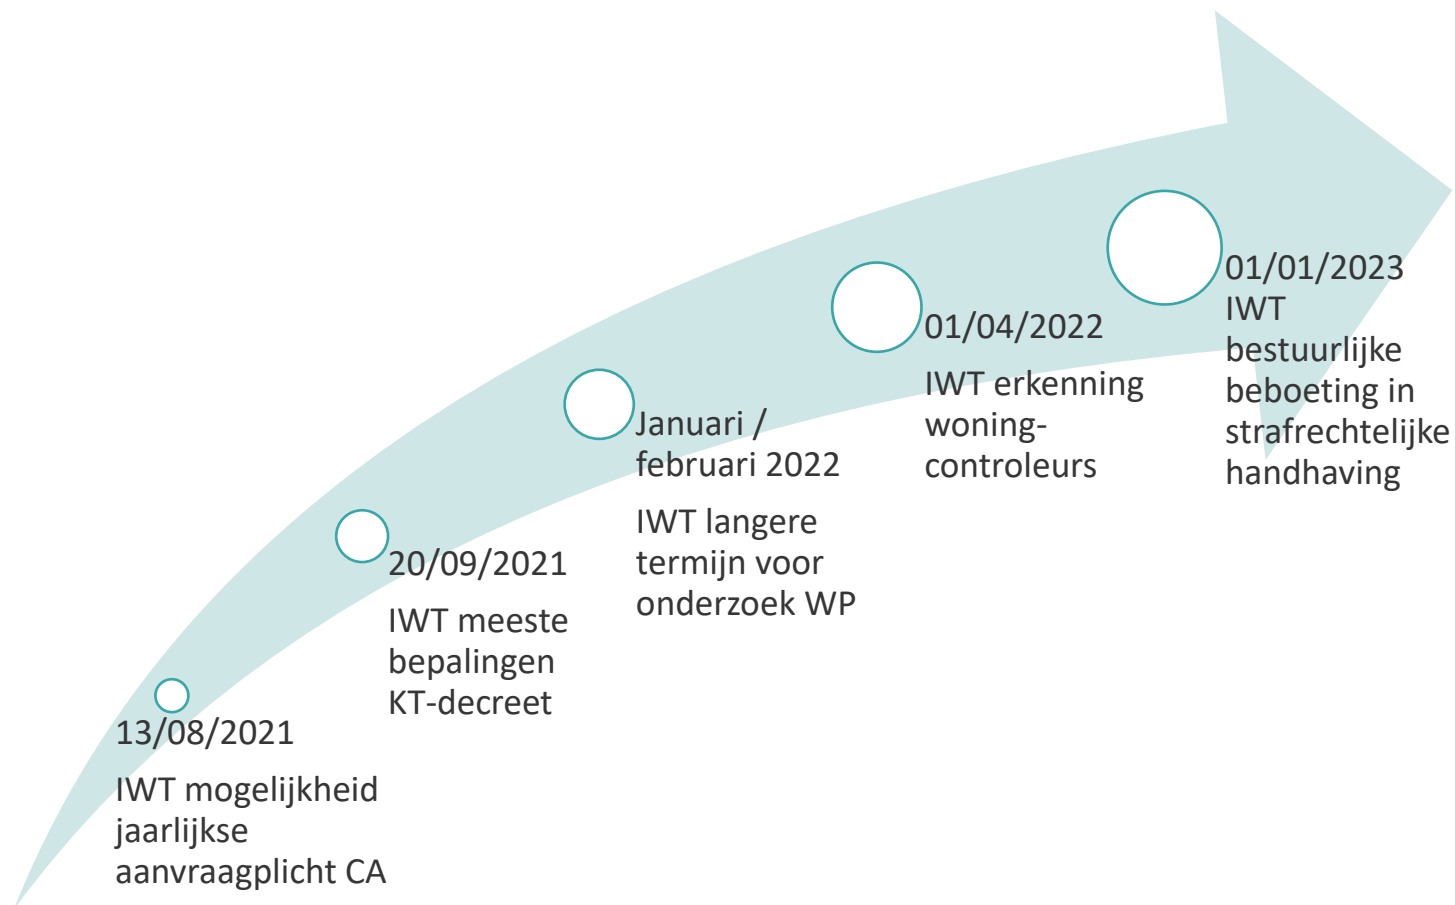 13/08/2021
IWT mogelijkheid
jaarlijkse
aanvraagplicht CA
20/09/2021
IWT meeste
bepalingen
KT-decreet
Januari /
februari 2022
IWT langere
termijn voor
onderzoek WP
01/04/2022
IWT erkenning
woning-
controleurs
01/01/2023
IWT
bestuurlijke
beboeting in
strafrechtelijke
handhaving